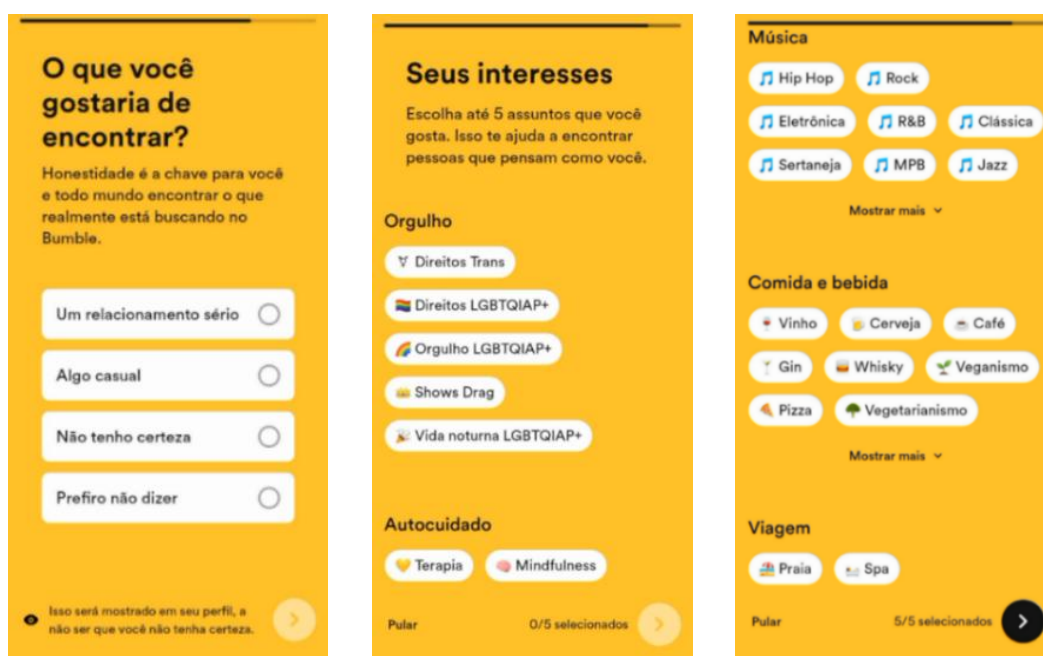 O que você
gostaria de
encontrar?
Honestidade é a chave para você
e todo mundo encontrar o que
realmente está buscando no
Bumble.
Um relacionamento sério
Algo casual
Não tenho certeza
Prefiro não dizer
Isso será mostrado em seu perfil, a
não ser que você não tenha certeza.
Seus interesses
Escolha até 5 assuntos que você
gosta. Isso te ajuda a encontrar
pessoas que pensam como você.
Orgulho
Direitos Trans
Direitos LGBTQIAP+
Orgulho LGBTQIAP+
Shows Drag
Vida noturna LGBTQIAP+
Autocuidado
Terapia Mindfulness
Pular 0/5 selecionados
Música
Hip Hop Rock
Eletrônica R&B Clássica
Sertaneja MPB Jazz
Mostrar mais
Comida e bebida
Vinho Cerveja Café
Gin Whisky Veganismo
Pizza Vegetarianismo
Mostrar mais
Viagem
Praia Spa
Pular 5/5 selecionados